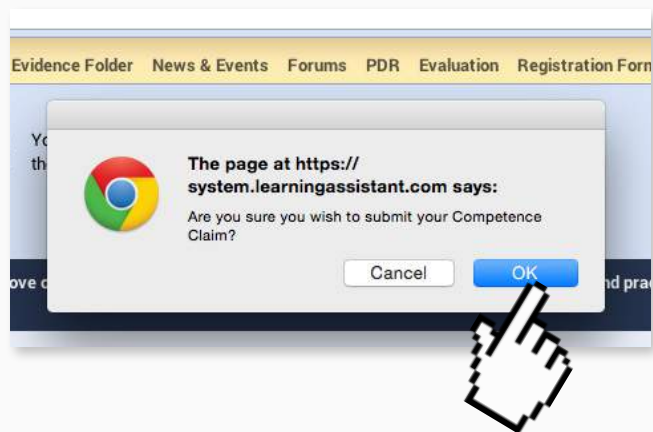 Evidence Folder News & Events Forums PDR Evaluation Registration Form
The page at https://
system.learningassistant.com says:
Are you sure you wish to submit your Competence
Claim?
Cancel OK